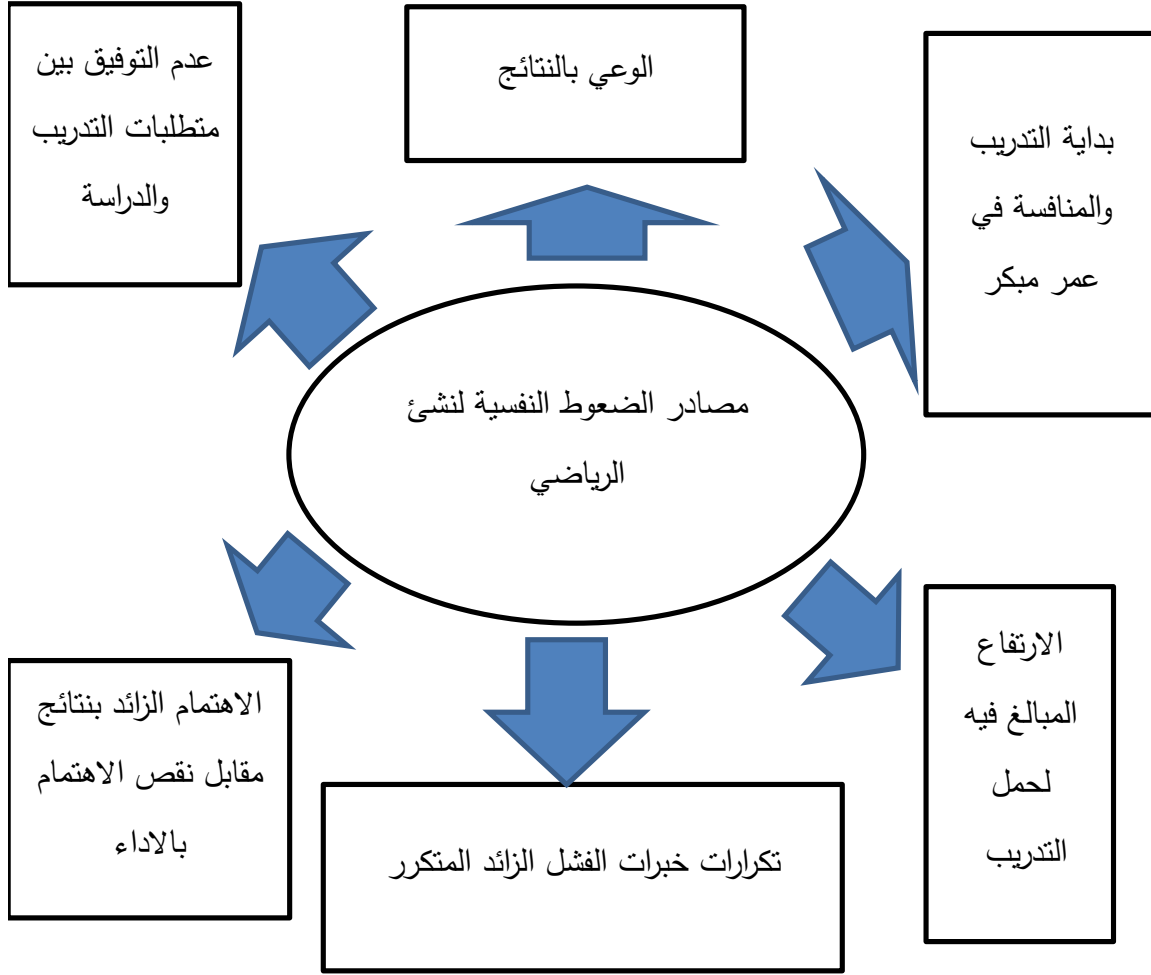 عدم التوفيق بين
متطلبات التدريب
والدراسة
الوعي بالنتائج
بداية التدريب
والمنافسة في
عمر مبكر
مصادر الضعوط النفسية لنشئ
الرياضي
الاهتمام الزائد بنتائج
مقابل نقص الاهتمام
بالاداء
تكرارات خبرات الفشل الزائد المتكرر
الارتفاع
المبالغ فيه
لحمل
التدريب